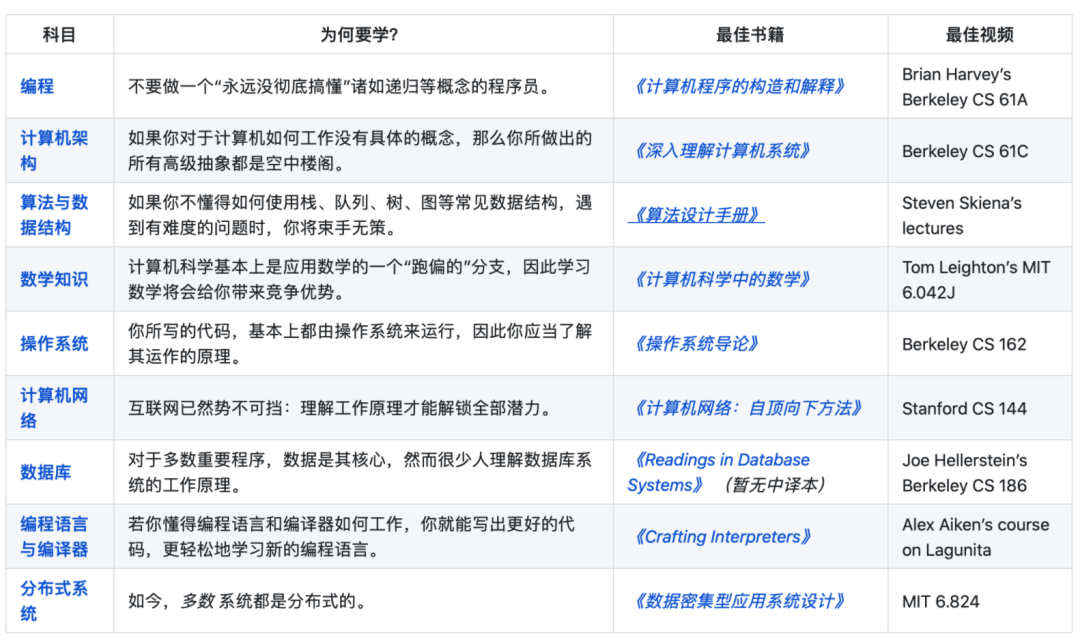 科目 为何要学? 最佳书籍 最佳视频
编程 不要做一个“永远没彻底搞懂”诸如递归等概念的程序员。 《计算机程序的构造和解释》 Brian Harvey’s
Berkeley CS 61A
计算机架
构
如果你对于计算机如何工作没有具体的概念，那么你所做出的
所有高级抽象都是空中楼阁。
《深入理解计算机系统》
Berkeley CS 61C
算法与数
据结构
如果你不懂得如何使用栈、队列、树、图等常见数据结构，遇
到有难度的问题时，你将束手无策。
《算法设计手册》
Steven Skiena’s
lectures
数学知识
计算机科学基本上是应用数学的一个“跑偏的”分支，因此学习
数学将会给你带来竞争优势。
《计算机科学中的数学》
Tom Leighton’s MIT
6.042J
操作系统
你所写的代码，基本上都由操作系统来运行，因此你应当了解
其运作的原理。
《操作系统导论》
Berkeley CS 162
计算机网
络
互联网已然势不可挡：理解工作原理才能解锁全部潜力。
《计算机网络：自顶向下方法》
Stanford CS 144
数据库
对于多数重要程序，数据是其核心，然而很少人理解数据库系
统的工作原理。
《Readings in Database
Systems》 （暂无中译本）
Joe Hellerstein’s
Berkeley CS 186
编程语言
与编译器
若你懂得编程语言和编译器如何工作，你就能写出更好的代
码，更轻松地学习新的编程语言。
《Crafting Interpreters》
Alex Aiken’s course
on Lagunita
分布式系
统
如今，多数 系统都是分布式的。
《数据密集型应用系统设计》
MIT 6.824